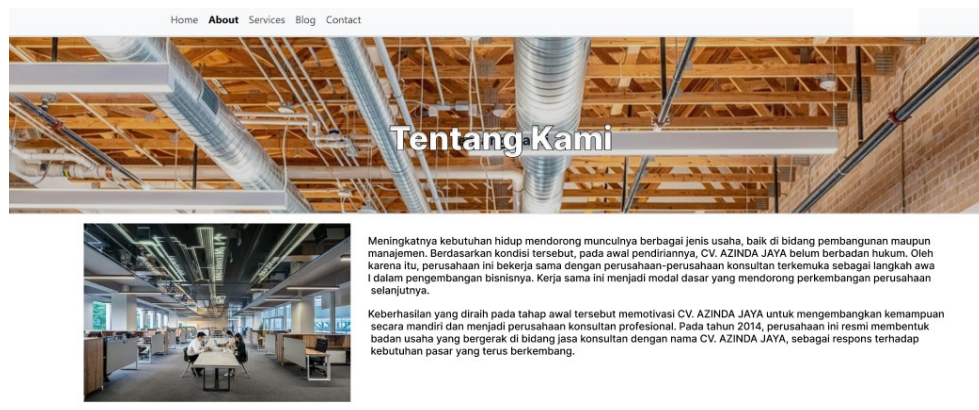 Home About Services Blog Contact
Tentang Kami
Meningkatnya kebutuhan hidup mendorong munculnya berbagai jenis usaha, baik di bidang pembangunan maupun
manajemen. Berdasarkan kondisi tersebut, pada awal pendiriannya, CV. AZINDA JAYA belum berbadan hukum. Oleh
karena itu, perusahaan ini bekerja sama dengan perusahaan-perusahaan konsultan terkemuka sebagai langkah awa
l dalam pengembangan bisnisnya. Kerja sama ini menjadi modal dasar yang mendorong perkembangan perusahaan
selanjutnya.
Keberhasilan yang diraih pada tahap awal tersebut memotivasi CV. AZINDA JAYA untuk mengembangkan kemampuan
secara mandiri dan menjadi perusahaan konsultan profesional. Pada tahun 2014, perusahaan ini resmi membentuk
badan usaha yang bergerak di bidang jasa konsultan dengan nama CV. AZINDA JAYA, sebagai respons terhadap
kebutuhan pasar yang terus berkembang.